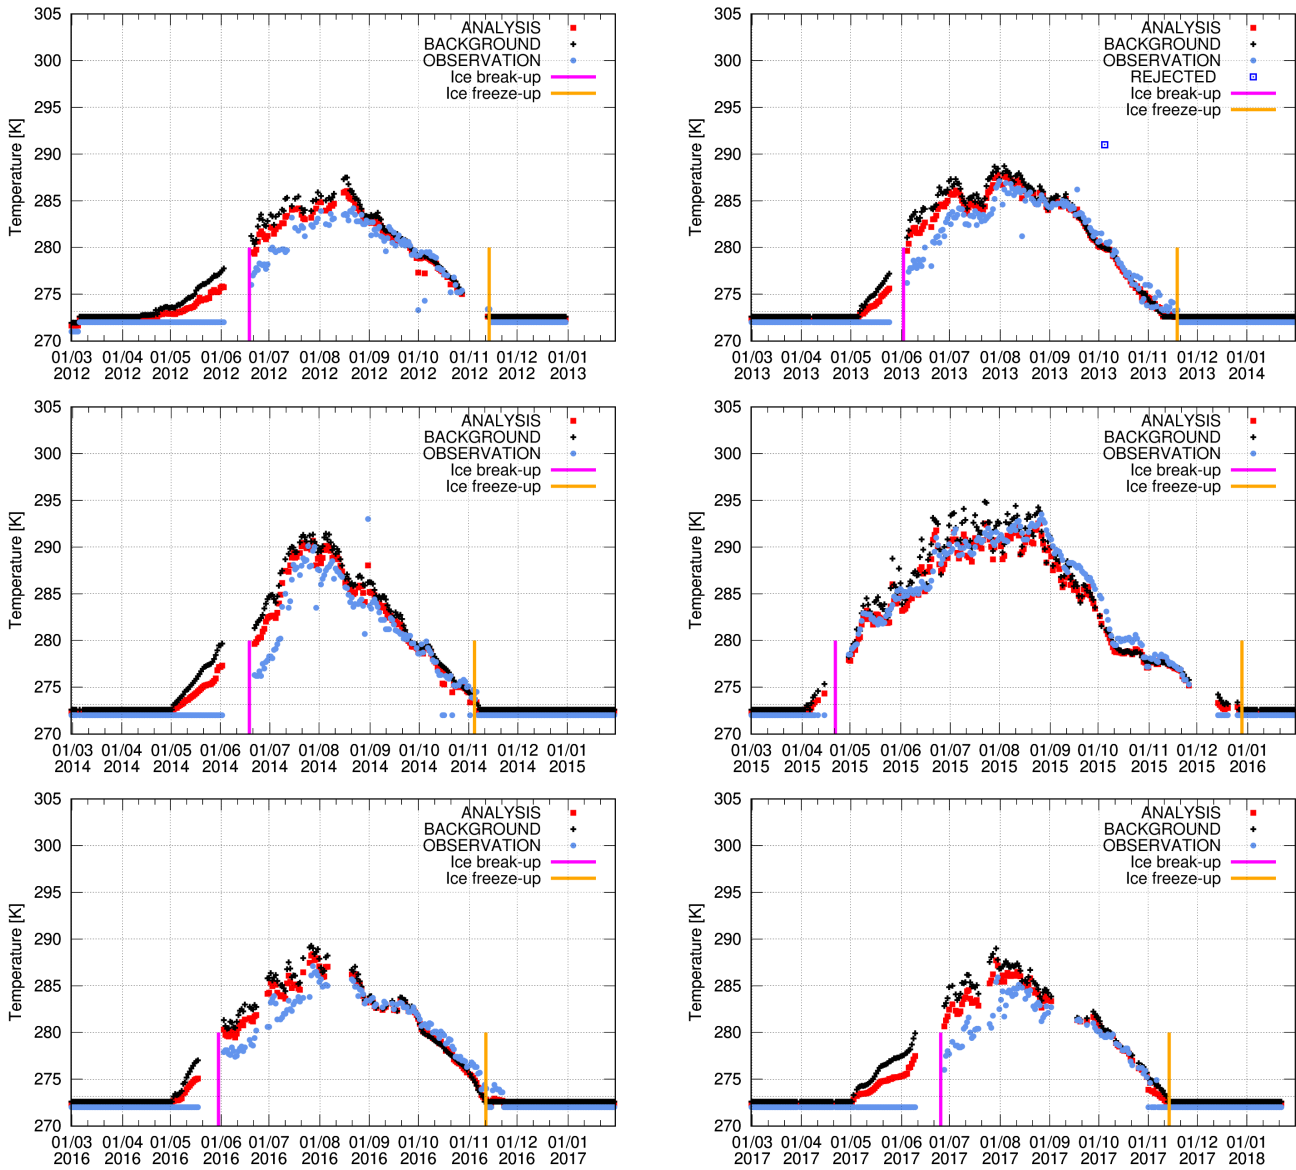 305
300
295
290
285
280
275
270
Temperature [K]
ANALYSIS
BACKGROUND
OBSERVATION
Ice break-up
Ice freeze-up
01/03 01/04 01/05 01/06 01/07 01/08 01/09 01/10 01/11 01/12 01/01
2012 2012 2012 2012 2012 2012 2012 2012 2012 2012 2013
305
300
295
290
285
280
275
270
Temperature [K]
ANALYSIS
BACKGROUND
OBSERVATION
REJECTED
Ice break-up
Ice freeze-up
01/03 01/04 01/05 01/06 01/07 01/08 01/09 01/10 01/11 01/12 01/01
2013 2013 2013 2013 2013 2013 2013 2013 2013 2013 2014
305
300
295
290
285
280
275
270
Temperature [K]
ANALYSIS
BACKGROUND
OBSERVATION
Ice break-up
Ice freeze-up
01/03 01/04 01/05 01/06 01/07 01/08 01/09 01/10 01/11 01/12 01/01
2014 2014 2014 2014 2014 2014 2014 2014 2014 2014 2015
305
300
295
290
285
280
275
270
Temperature [K]
ANALYSIS
BACKGROUND
OBSERVATION
Ice break-up
Ice freeze-up
01/03 01/04 01/05 01/06 01/07 01/08 01/09 01/10 01/11 01/12 01/01
2015 2015 2015 2015 2015 2015 2015 2015 2015 2015 2016
305
300
295
290
285
280
275
270
Temperature [K]
ANALYSIS
BACKGROUND
OBSERVATION
Ice break-up
Ice freeze-up
01/03 01/04 01/05 01/06 01/07 01/08 01/09 01/10 01/11 01/12 01/01
2016 2016 2016 2016 2016 2016 2016 2016 2016 2016 2017
305
300
295
290
285
280
275
270
Temperature [K]
ANALYSIS
BACKGROUND
OBSERVATION
Ice break-up
Ice freeze-up
01/03 01/04 01/05 01/06 01/07 01/08 01/09 01/10 01/11 01/12 01/01
2017 2017 2017 2017 2017 2017 2017 2017 2017 2017 2018